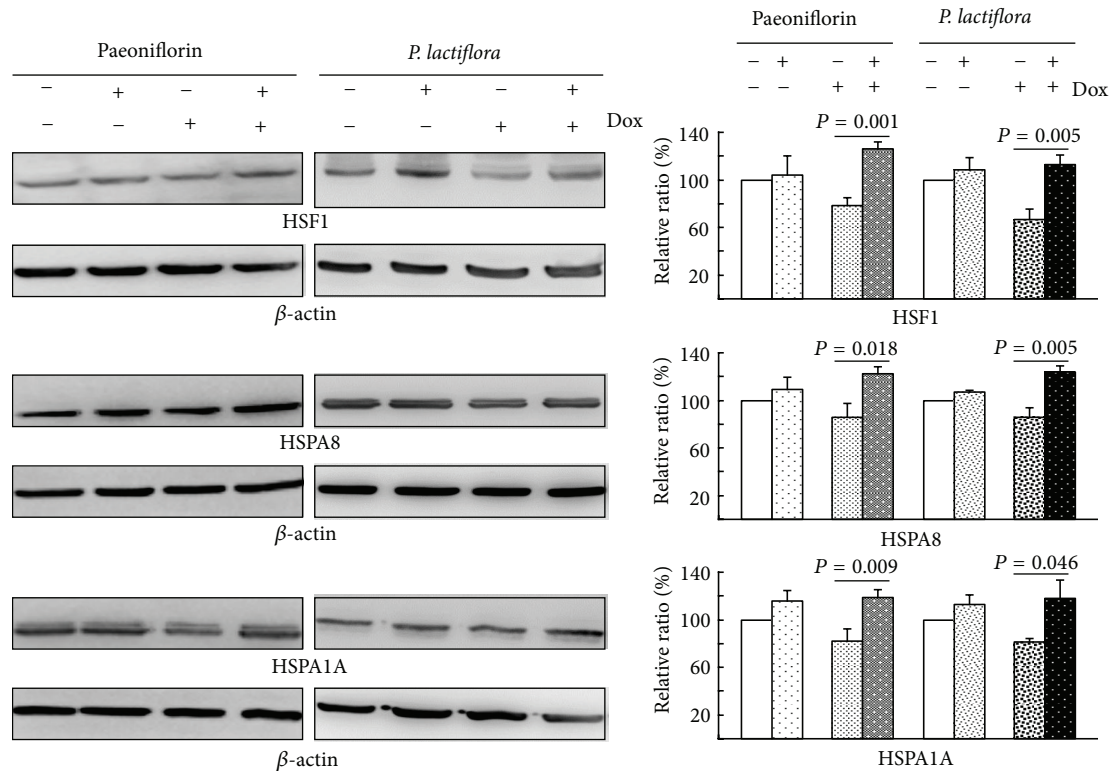 Paeoniflorin P. lactiflora
− + − + − + − +
− − + + − − + + Dox
HSF1
β-actin
HSPA8
β-actin
HSPA1A
β-actin
Paeoniflorin P. lactiflora
− + − + − + − +
− − + + − − + + Dox
P = 0.001 P = 0.005
Relative ratio (%)
140
100
60
20
HSF1
P = 0.018 P = 0.005
Relative ratio (%)
140
100
60
20
HSPA8
P = 0.009 P = 0.046
Relative ratio (%)
140
100
60
20
HSPA1A